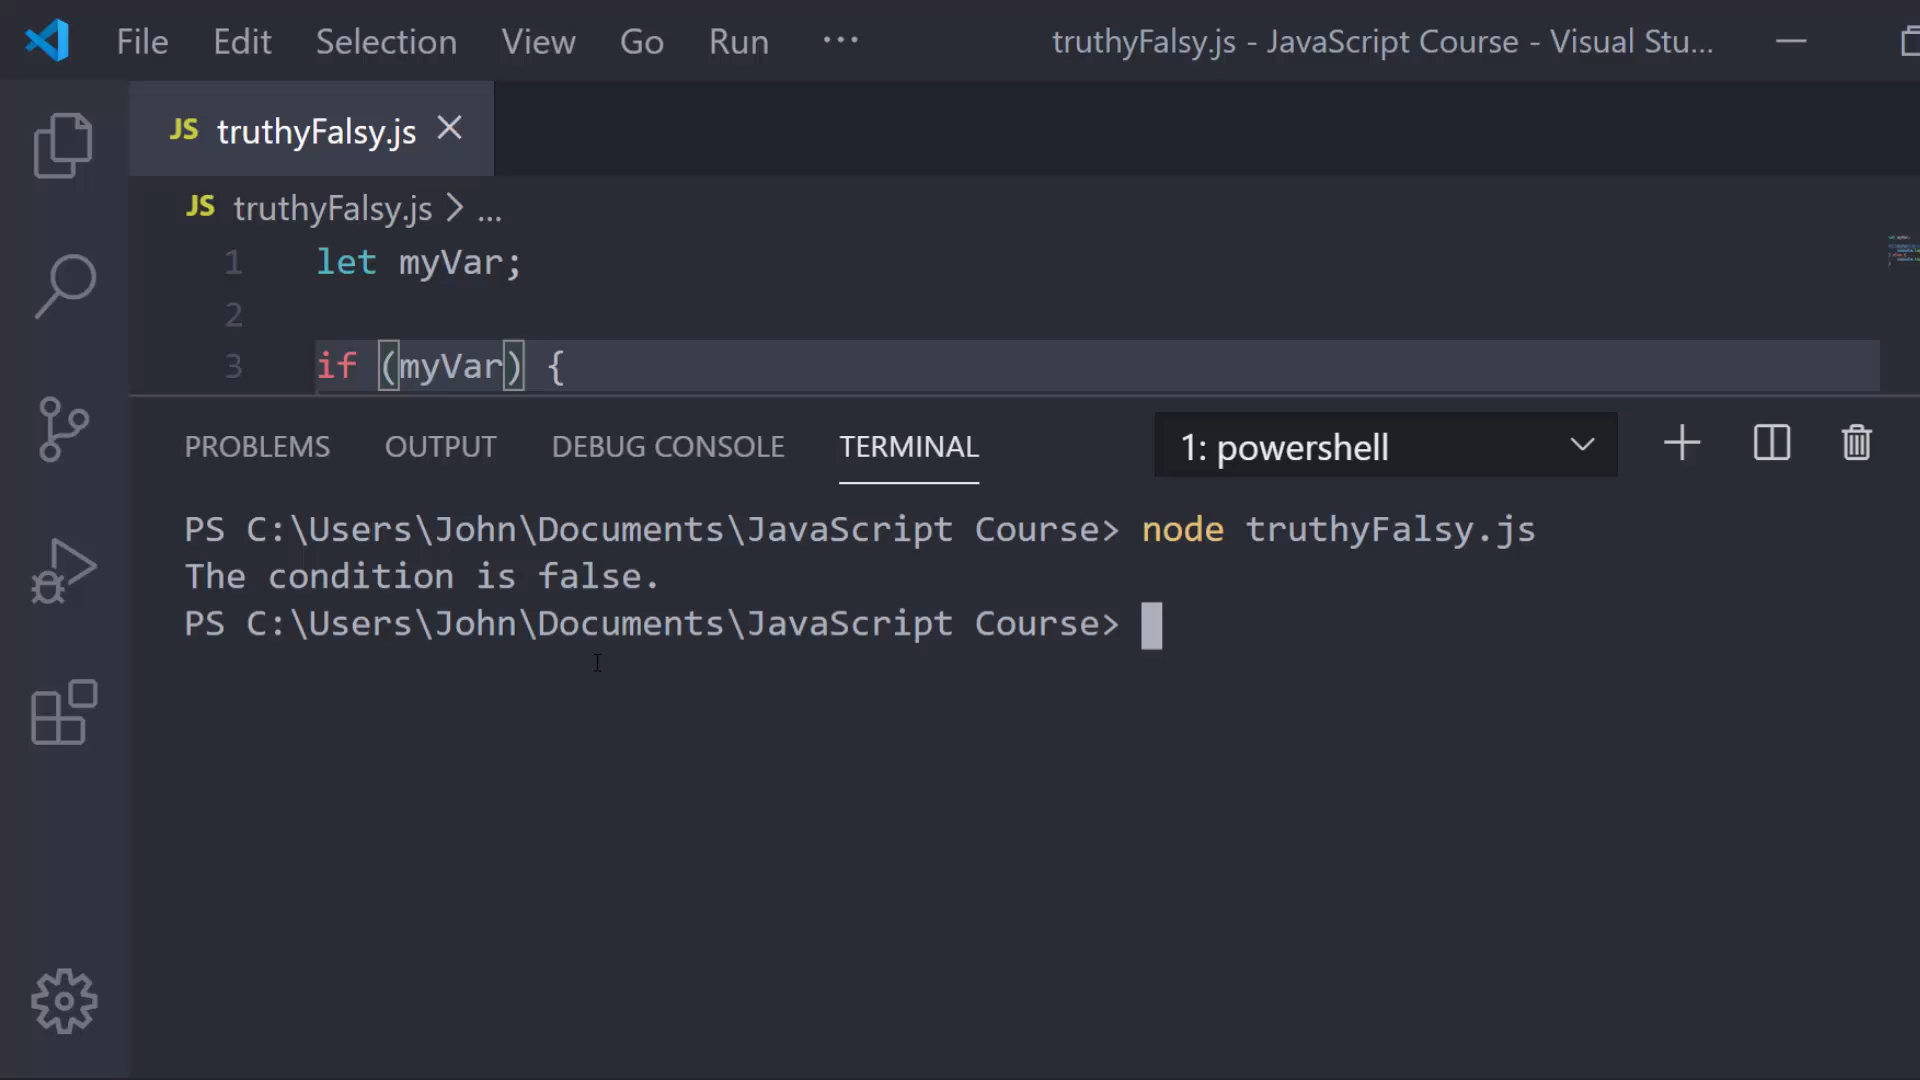 File Edit Selection View Go Run ··· truthyFalsy.js - JavaScript Course - Visual Stu...
JS truthyFalsy.js
JS truthyFalsy.js > ...
1 let myVar;
2
3 if (myVar) {
PROBLEMS OUTPUT DEBUG CONSOLE TERMINAL 1: powershell
PS C:\Users\John\Documents\JavaScript Course> node truthyFalsy.js
The condition is false.
PS C:\Users\John\Documents\JavaScript Course>